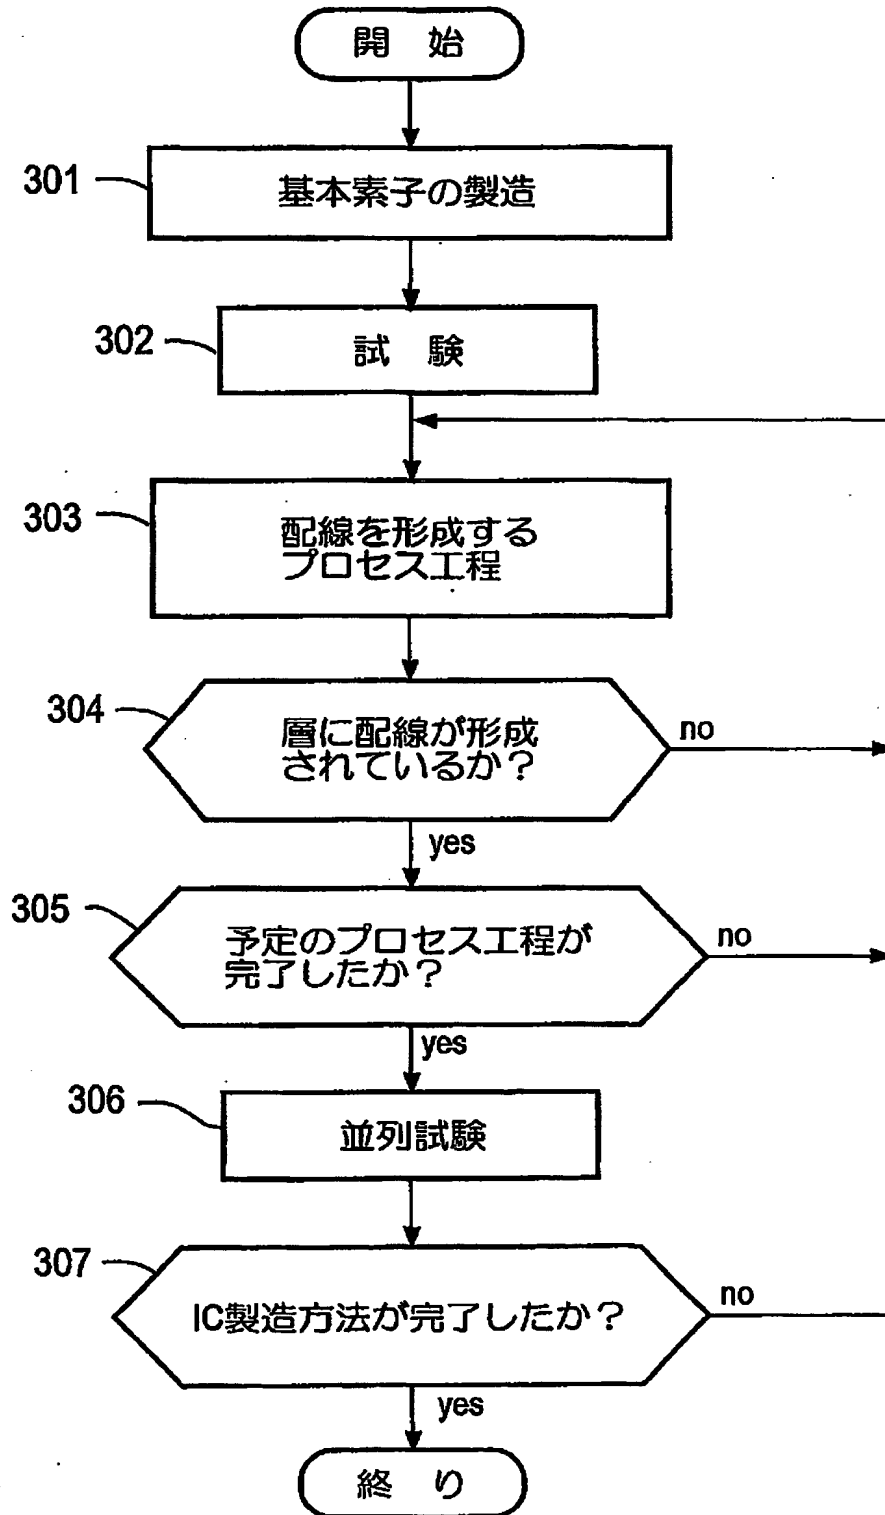 開 始
301
基本素子の製造
302
試 験
303
配線を形成する
プロセス工程
304
層に配線が形成
されているか？
no
yes
305
予定のプロセス工程が
完了したか？
no
yes
306
並列試験
307
IC製造方法が完了したか？
no
yes
終 り